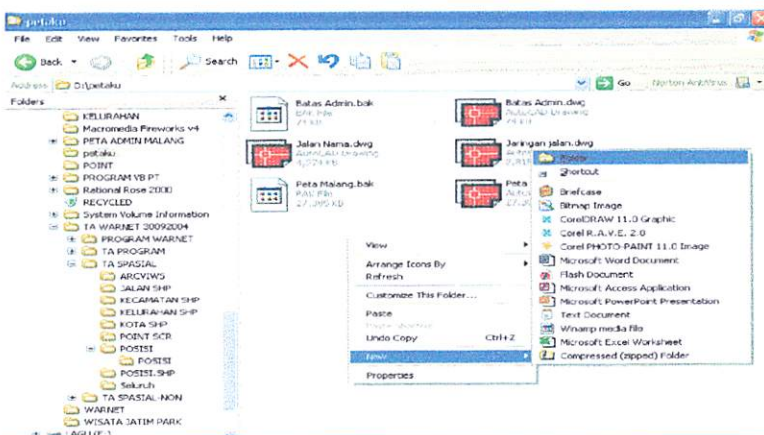 petaku
File Edit View Favorites Tools Help
Back Search
Address D:\petaku Go Norton AntiVirus
Folders
KELURAHAN
Macromedia Fireworks v4
PETA ADMIN MALANG
petaku
POINT
PROGRAM VB PT
Rational Rose 2000
RECYCLED
System Volume Information
TA WARNET 30092004
PROGRAM WARNET
TA PROGRAM
TA SPASIAL
ARCVIWS
JALAN SHP
KECAMATAN SHP
KELURAHAN SHP
KOTA SHP
POINT SCR
POSISI
POSISI
POSISI.SHP
Seluruh
TA SPASIAL-NON
WARNET
WISATA JATIM PARK
LAGU (E:)
Batas Admin.bak
BAK File
Batas Admin.dwg
AutoCAD Drawing
Jalan Nama.dwg
AutoCAD Drawing
Jaringan jalan.dwg
Peta Malang.bak
BAK File
Peta
View
Arrange Icons By
Refresh
Customize This Folder...
Paste
Paste Shortcut
Undo Copy Ctrl+Z
New
Properties
Folder
Shortcut
Briefcase
Bitmap Image
CorelDRAW 11.0 Graphic
Corel R.A.V.E. 2.0
Corel PHOTO-PAINT 11.0 Image
Microsoft Word Document
Flash Document
Microsoft Access Application
Microsoft PowerPoint Presentation
Text Document
Winamp media file
Microsoft Excel Worksheet
Compressed (zipped) Folder